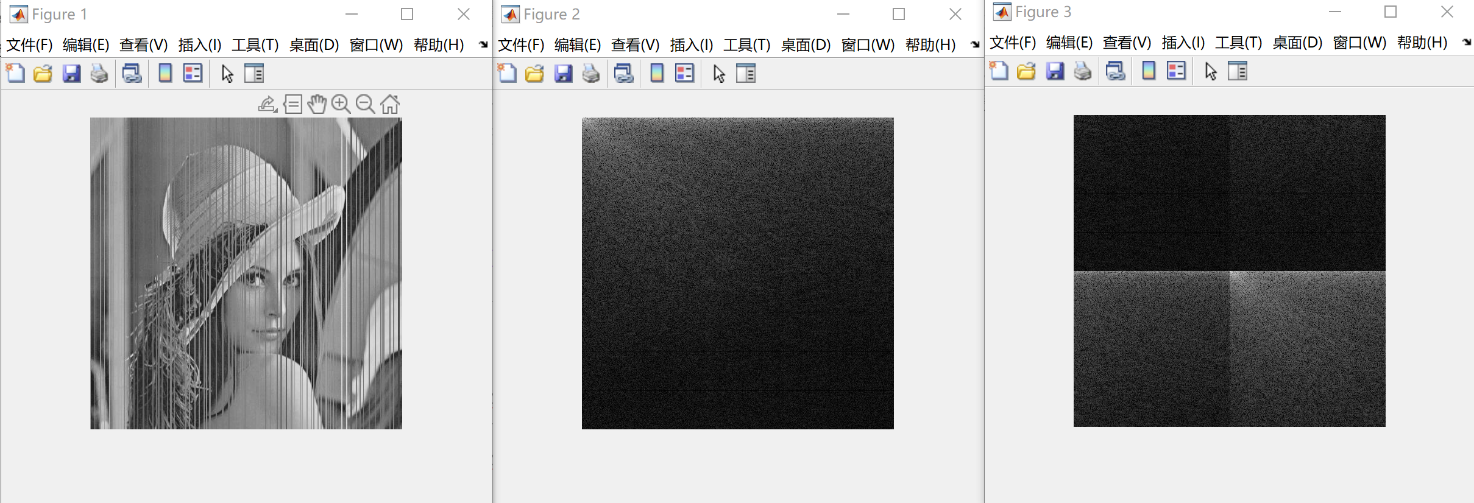 Figure 1
文件(F) 编辑(E) 查看(V) 插入(I) 工具(T) 桌面(D) 窗口(W) 帮助(H)
Figure 2
文件(F) 编辑(E) 查看(V) 插入(I) 工具(T) 桌面(D) 窗口(W) 帮助(H)
Figure 3
文件(F) 编辑(E) 查看(V) 插入(I) 工具(T) 桌面(D) 窗口(W) 帮助(H)